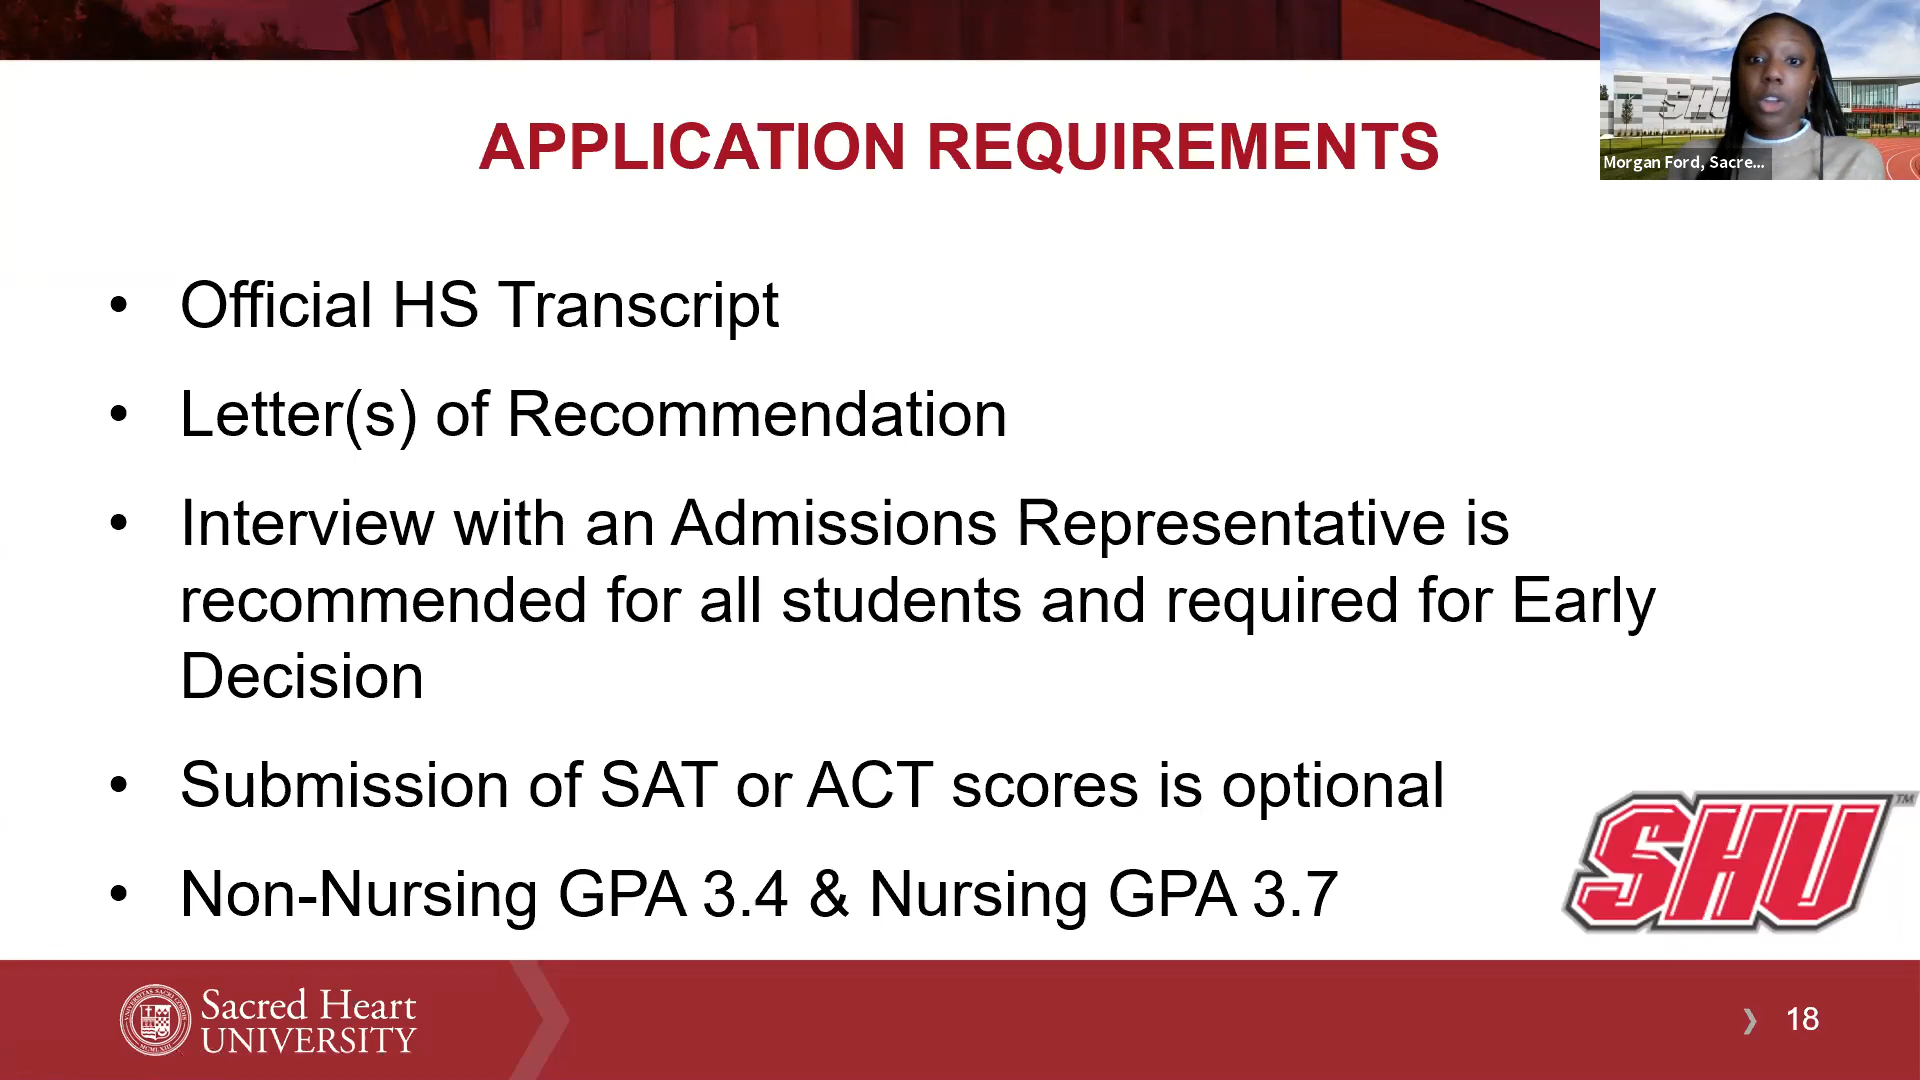 APPLICATION REQUIREMENTS
SHU
Morgan Ford, Sacre...
• Official HS Transcript
• Letter(s) of Recommendation
• Interview with an Admissions Representative is
recommended for all students and required for Early
Decision
• Submission of SAT or ACT scores is optional
• Non-Nursing GPA 3.4 & Nursing GPA 3.7
SHU TM
Sacred Heart
UNIVERSITY
18